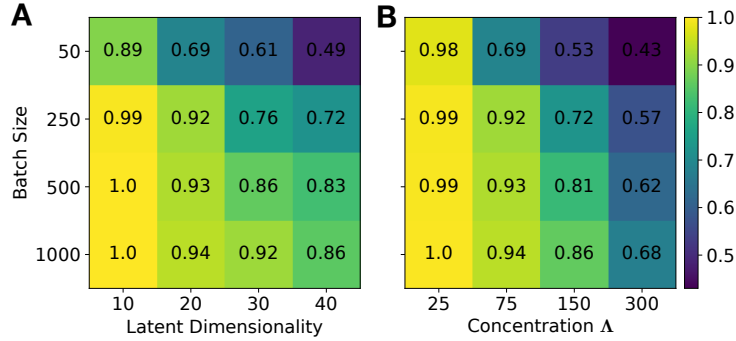 A
B
50 0.89 0.69 0.61 0.49 0.98 0.69 0.53 0.43
250 0.99 0.92 0.76 0.72 0.99 0.92 0.72 0.57
500 1.0 0.93 0.86 0.83 0.99 0.93 0.81 0.62
1000 1.0 0.94 0.92 0.86 1.0 0.94 0.86 0.68
Batch Size
10 20 30 40
Latent Dimensionality
25 75 150 300
Concentration Λ
1.0
0.9
0.8
0.7
0.6
0.5